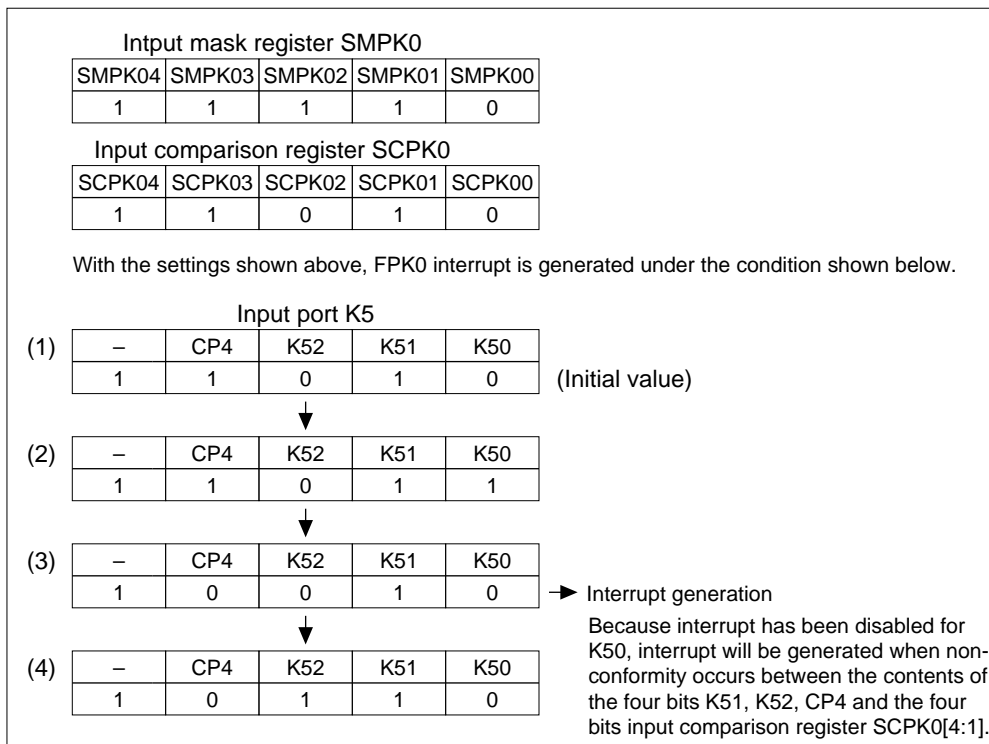 Intput mask register SMPK0
SMPK04 SMPK03 SMPK02 SMPK01 SMPK00
1 1 1 1 0
Input comparison register SCPK0
SCPK04 SCPK03 SCPK02 SCPK01 SCPK00
1 1 0 1 0
With the settings shown above, FPK0 interrupt is generated under the condition shown below.
Input port K5
(1) – CP4 K52 K51 K50
1 1 0 1 0 (Initial value)
(2) – CP4 K52 K51 K50
1 1 0 1 1
(3) – CP4 K52 K51 K50
1 0 0 1 0 Interrupt generation
Because interrupt has been disabled for
K50, interrupt will be generated when non-
conformity occurs between the contents of
the four bits K51, K52, CP4 and the four
bits input comparison register SCPK0[4:1].
(4) – CP4 K52 K51 K50
1 0 1 1 0